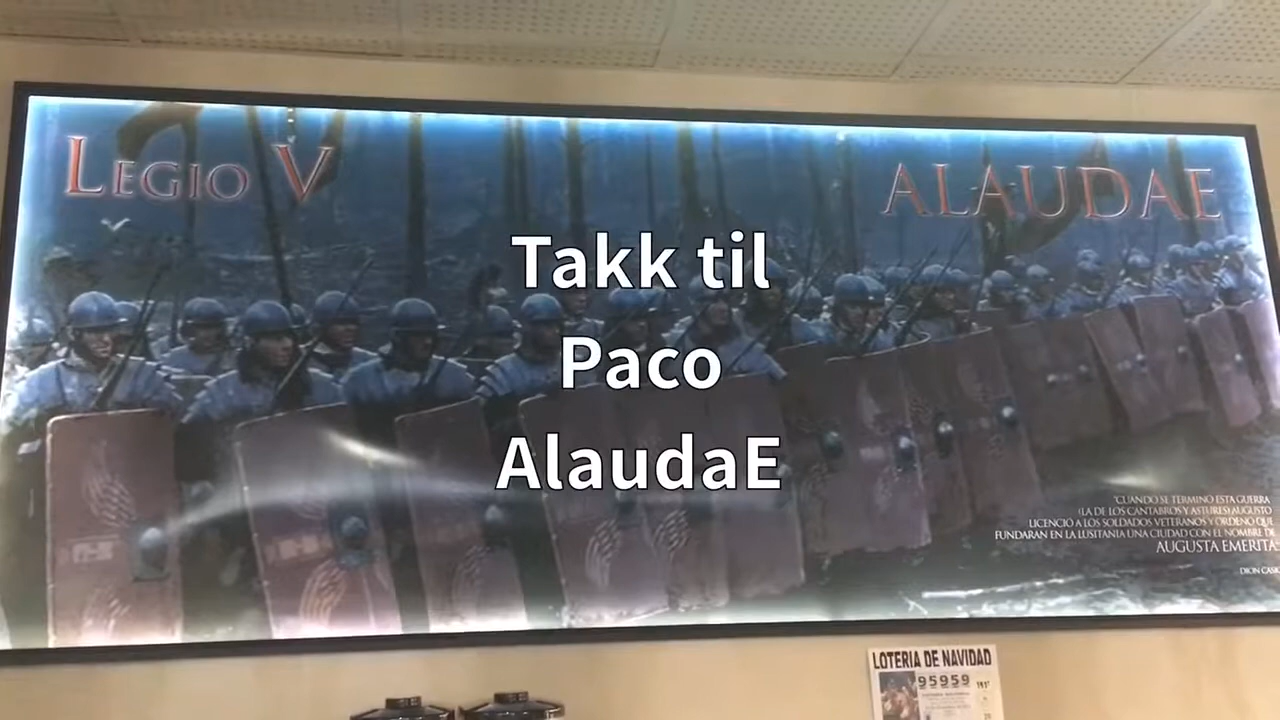 LEGIO V
ALAUDAE
Takk til
Paco
AlaudaE
"CUANDO SE TERMINO ESTA GUERRA
(LA DE LOS CANTABROS Y ASTURES) AUGUSTO
LICENCIÓ A LOS SOLDADOS VETERANOS Y ORDENO QUE
FUNDARAN EN LA LUSITANIA UNA CIUDAD CON EL NOMBRE DE
AUGUSTA EMERITA
DION
LOTERIA DE NAVIDAD
95959